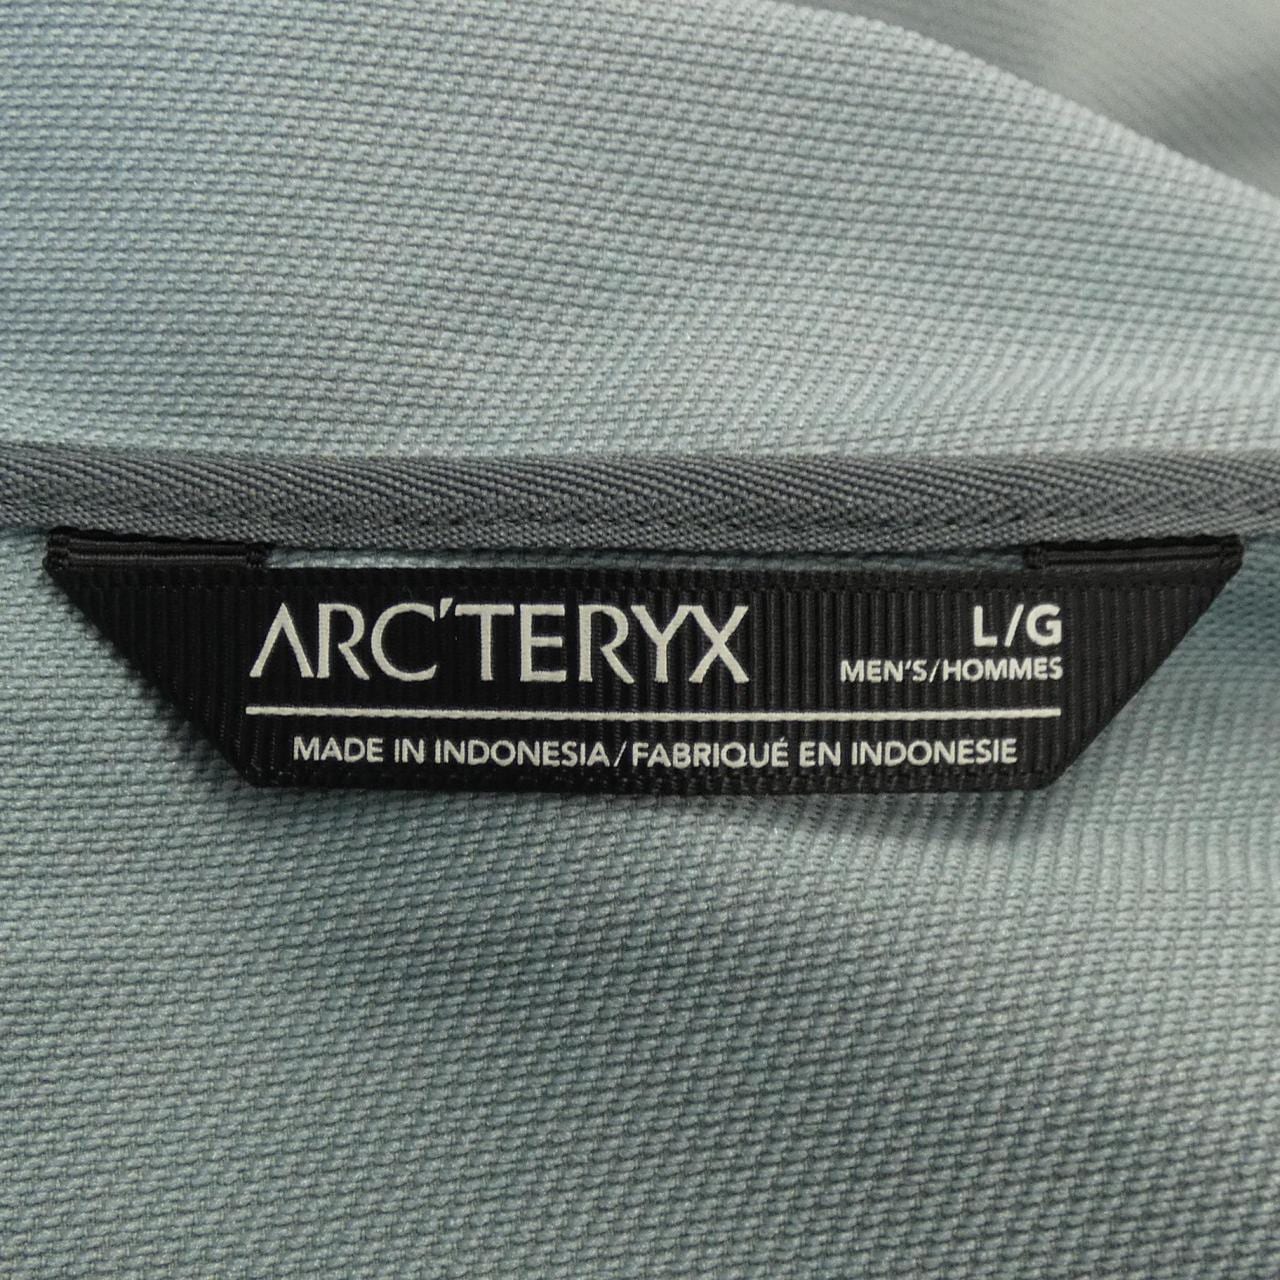 ARC'TERYX L/G
MEN'S/HOMMES
MADE IN INDONESIA/FABRIQUÉ EN INDONESIE